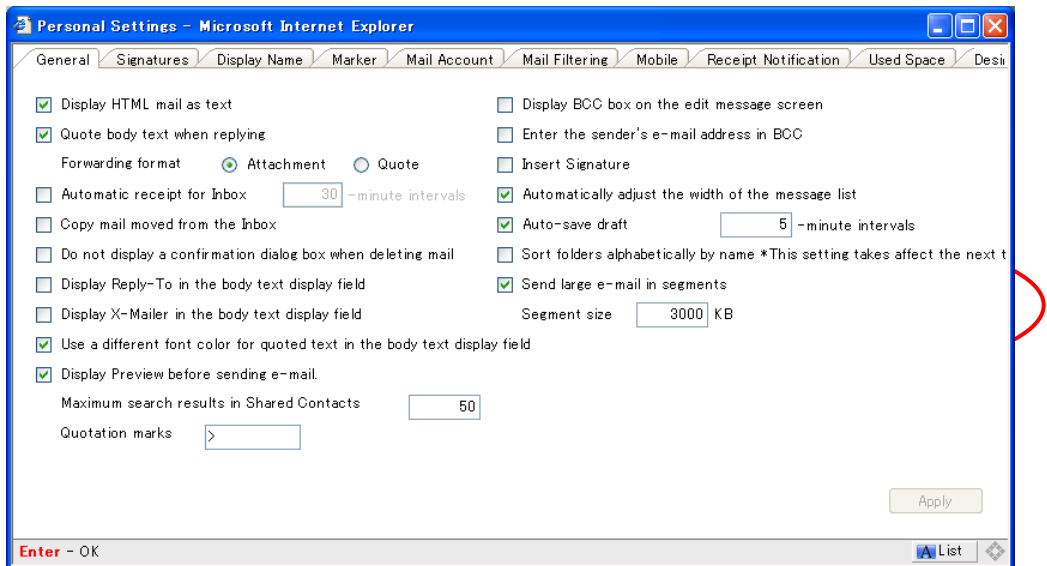 Personal Settings - Microsoft Internet Explorer
General Signatures Display Name Marker Mail Account Mail Filtering Mobile Receipt Notification Used Space Desi
Display HTML mail as text
Quote body text when replying
Forwarding format Attachment Quote
Automatic receipt for Inbox 30 -minute intervals
Copy mail moved from the Inbox
Do not display a confirmation dialog box when deleting mail
Display Reply-To in the body text display field
Display X-Mailer in the body text display field
Use a different font color for quoted text in the body text display field
Display Preview before sending e-mail.
Maximum search results in Shared Contacts 50
Quotation marks >
Display BCC box on the edit message screen
Enter the sender's e-mail address in BCC
Insert Signature
Automatically adjust the width of the message list
Auto-save draft 5 -minute intervals
Sort folders alphabetically by name *This setting takes affect the next t
Send large e-mail in segments
Segment size 3000 KB
Apply
Enter - OK
A List